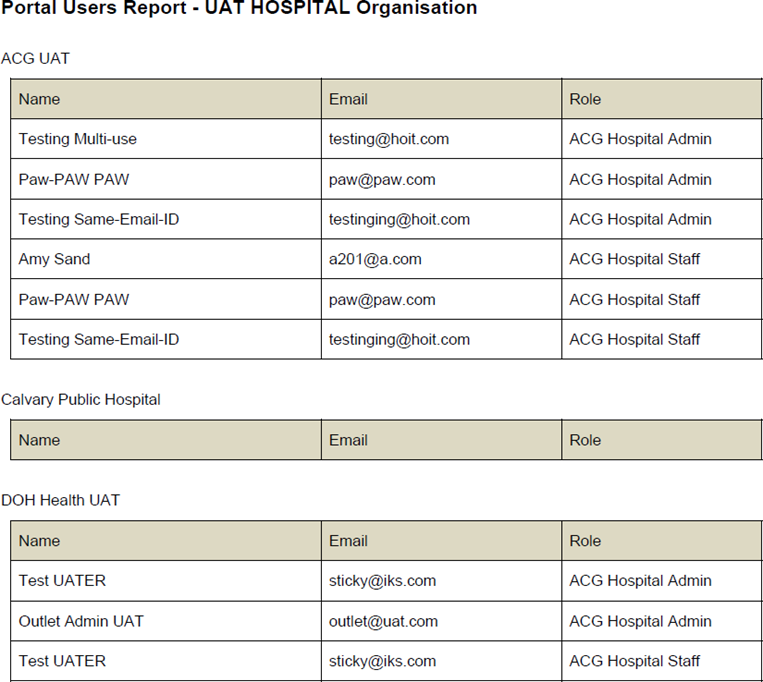 Portal Users Report - UAT HOSPITAL Organisation
ACG UAT
Name Email Role
Testing Multi-use testing@hoit.com ACG Hospital Admin
Paw-PAW PAW paw@paw.com ACG Hospital Admin
Testing Same-Email-ID testinging@hoit.com ACG Hospital Admin
Amy Sand a201@a.com ACG Hospital Staff
Paw-PAW PAW paw@paw.com ACG Hospital Staff
Testing Same-Email-ID testinging@hoit.com ACG Hospital Staff
Calvary Public Hospital
Name Email Role
DOH Health UAT
Name Email Role
Test UATER sticky@iks.com ACG Hospital Admin
Outlet Admin UAT outlet@uat.com ACG Hospital Admin
Test UATER sticky@iks.com ACG Hospital Staff